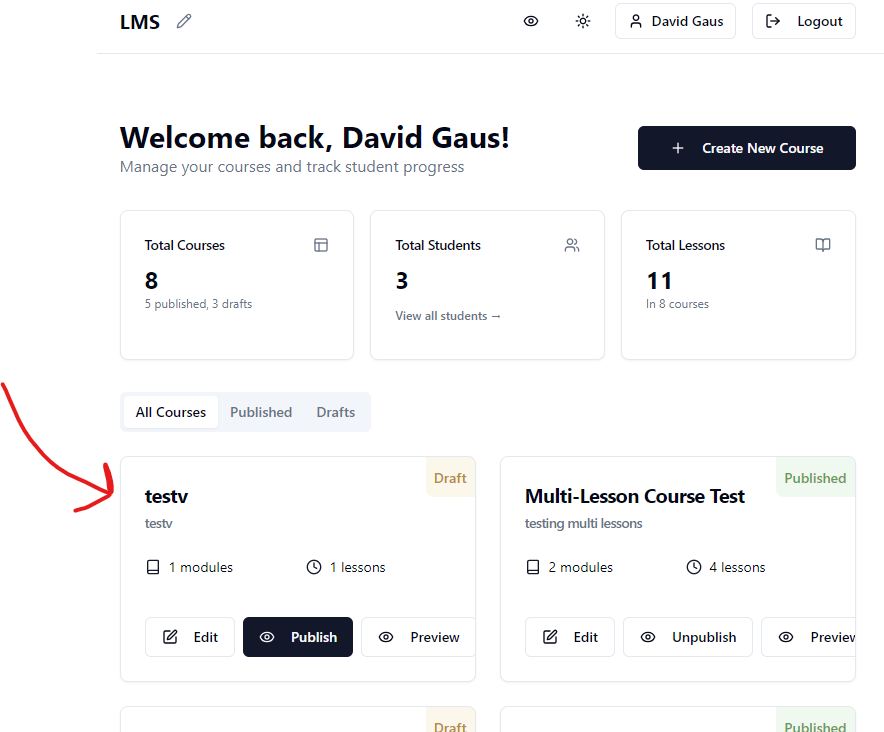 LMS
David Gaus
Logout
Welcome back, David Gaus!
Manage your courses and track student progress
Create New Course
Total Courses
8
5 published, 3 drafts
Total Students
3
View all students →
Total Lessons
11
In 8 courses
All Courses Published Drafts
Draft
testv
testv
1 modules 1 lessons
Edit Publish Preview
Published
Multi-Lesson Course Test
testing multi lessons
2 modules 4 lessons
Edit Unpublish Preview
Draft
Published